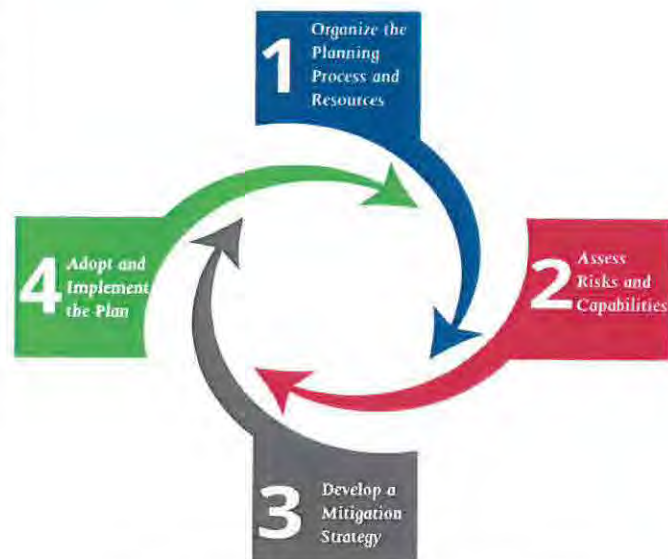 1
Organize the
Planning
Process and
Resources
2
Assess
Risks and
Capabilities
3
Develop a
Mitigation
Strategy
4
Adopt and
Implement
the Plan